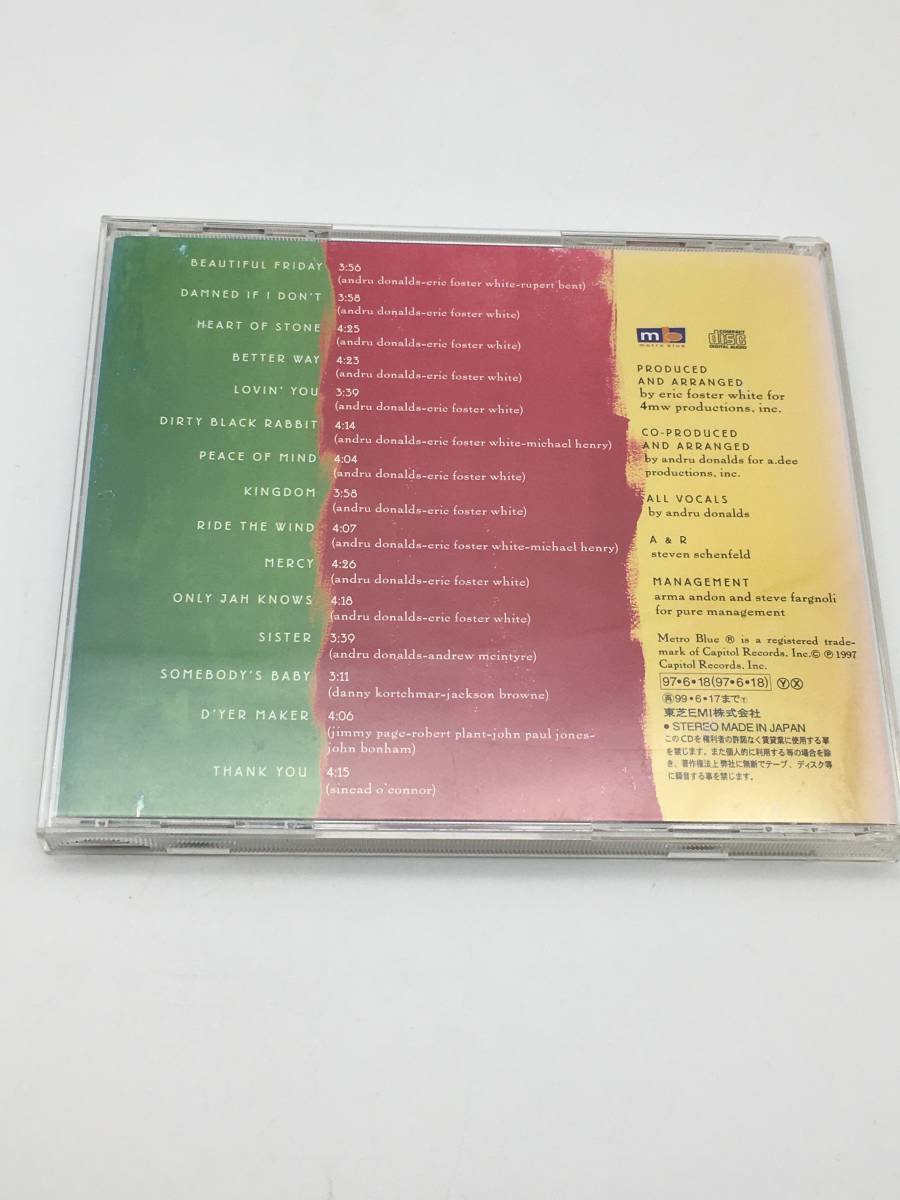 BEAUTIFUL FRIDAY 3:56
(andru donalds-eric foster white-rupert bent)
DAMNED IF I DON'T 3:58
(andru donalds-eric foster white)
HEART OF STONE 4:25
(andru donalds-eric foster white)
BETTER WAY 4:23
(andru donalds-eric foster white)
LOVIN' YOU 3:39
(andru donalds-eric foster white)
DIRTY BLACK RABBIT 4:14
(andru donalds-eric foster white-michael henry)
PEACE OF MIND 4:04
(andru donalds-eric foster white)
KINGDOM 3:58
(andru donalds-eric foster white)
RIDE THE WIND 4:07
(andru donalds-eric foster white-michael henry)
MERCY 4:26
(andru donalds-eric foster white)
ONLY JAH KNOWS 4:18
(andru donalds-eric foster white)
SISTER 3:39
(andru donalds-andrew mcintyre)
SOMEBODY'S BABY 3:11
(danny kortchmar-jackson browne)
D'YER MAKER 4:06
(jimmy page-robert plant-john paul jones-
john bonham)
THANK YOU 4:15
(sinead o'connor)
mb
metro blue
COMPACT
disc
DIGITAL AUDIO
PRODUCED
AND ARRANGED
by eric foster white for
4mw productions, inc.
CO-PRODUCED
AND ARRANGED
by andru donalds for a.dee
productions, inc.
ALL VOCALS
by andru donalds
A & R
steven schenfeld
MANAGEMENT
arma andon and steve fargnoli
for pure management
Metro Blue ® is a registered trade-
mark of Capitol Records, Inc.© ℗ 1997
Capitol Records, Inc.
97•6•18(97•6•18) Ⓨ Ⓧ
㊢99•6•17まで
東芝EMI株式会社
• STEREO MADE IN JAPAN
このCDを権利者の許諾なく賃貸業に使用する事
を禁じます。また個人的に利用する等の場合を除
き、著作権法上弊社に無断でテープ、ディスク等
に録音する事を禁じます。